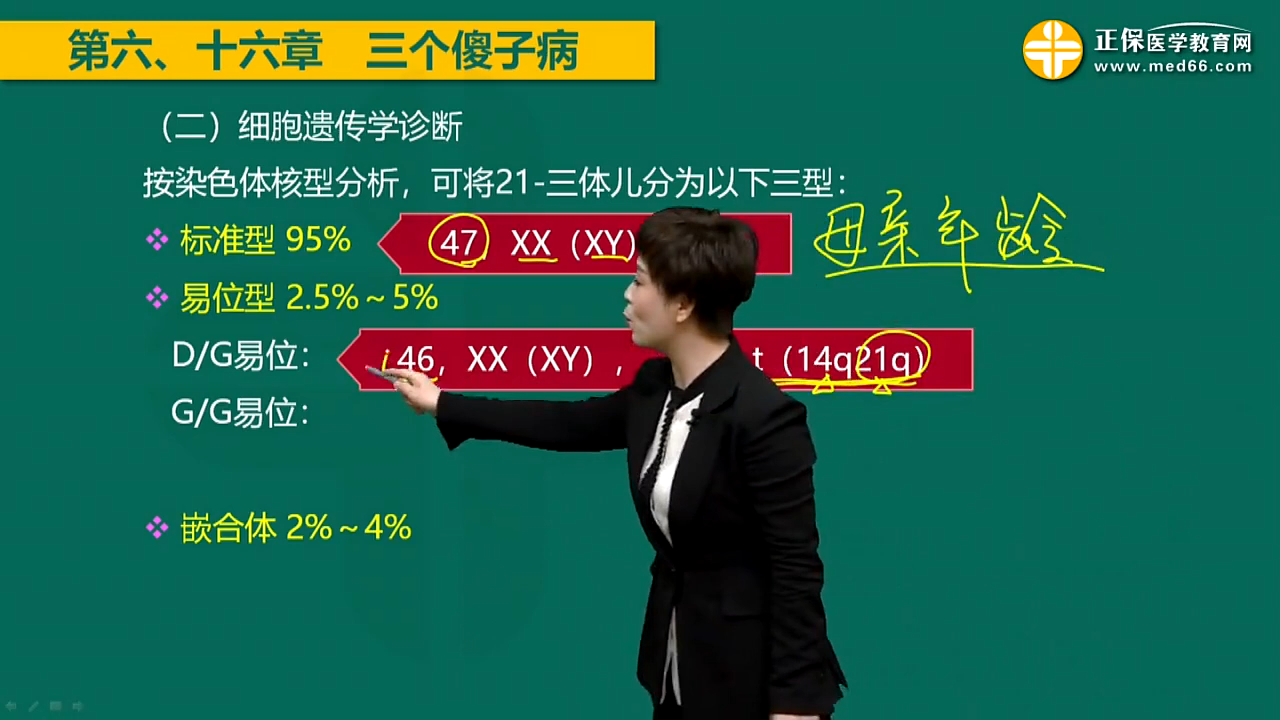 第六、十六章 三个傻子病
正保医学教育网
www.med66.com
（二）细胞遗传学诊断
按染色体核型分析，可将21-三体儿分为以下三型：
标准型 95%
47 XX（XY）
母亲年龄
易位型 2.5%～5%
D/G易位：
46，XX（XY）， t（14q21q）
G/G易位：
嵌合体 2%～4%